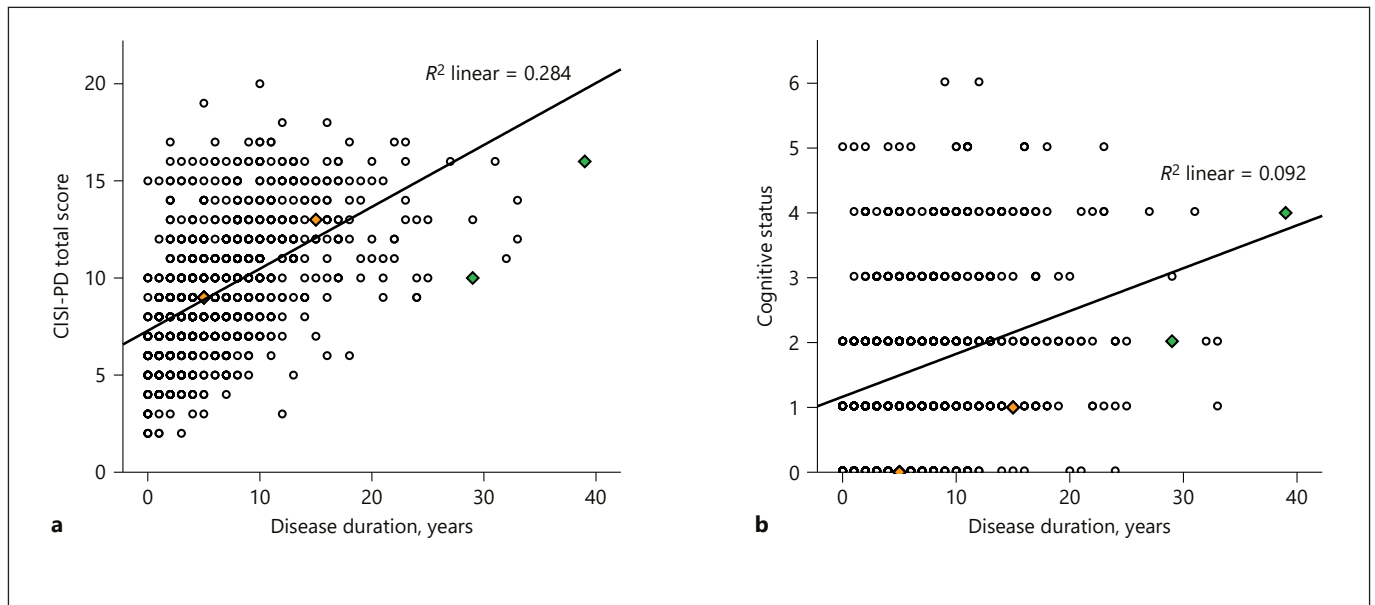 CISI-PD total score
20
15
10
5
0
R² linear = 0.284
0 10 20 30 40
Disease duration, years
a
Cognitive status
6
5
4
3
2
1
0
R² linear = 0.092
0 10 20 30 40
Disease duration, years
b